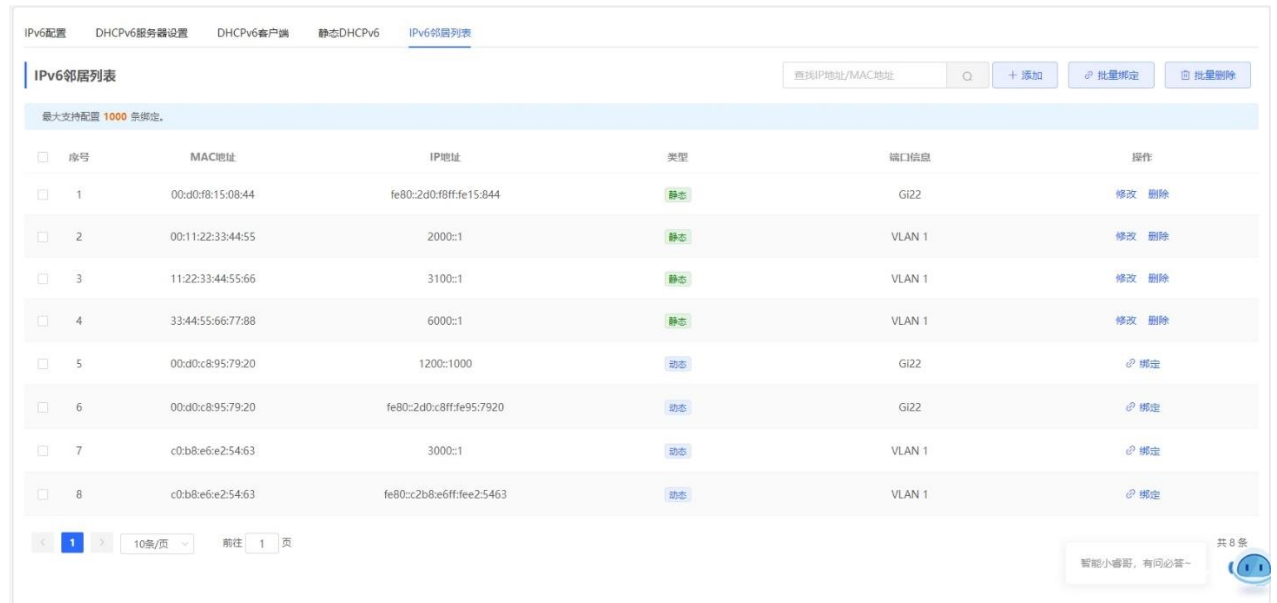 IPv6配置 DHCPv6服务器设置 DHCPv6客户端 静态DHCPv6 IPv6邻居列表
IPv6邻居列表 查找IP地址/MAC地址 + 添加 批量绑定 批量删除
最大支持配置 1000 条绑定。
序号 MAC地址 IP地址 类型 端口信息 操作
1 00:d0:f8:15:08:44 fe80::2d0:f8ff:fe15:844 静态 Gi22 修改 删除
2 00:11:22:33:44:55 2000::1 静态 VLAN 1 修改 删除
3 11:22:33:44:55:66 3100::1 静态 VLAN 1 修改 删除
4 33:44:55:66:77:88 6000::1 静态 VLAN 1 修改 删除
5 00:d0:c8:95:79:20 1200::1000 动态 Gi22 绑定
6 00:d0:c8:95:79:20 fe80::2d0:c8ff:fe95:7920 动态 Gi22 绑定
7 c0:b8:e6:e2:54:63 3000::1 动态 VLAN 1 绑定
8 c0:b8:e6:e2:54:63 fe80::c2b8:e6ff:fee2:5463 动态 VLAN 1 绑定
< 1 > 10条/页 前往 1 页 共 8 条
智能小睿哥，有问必答~